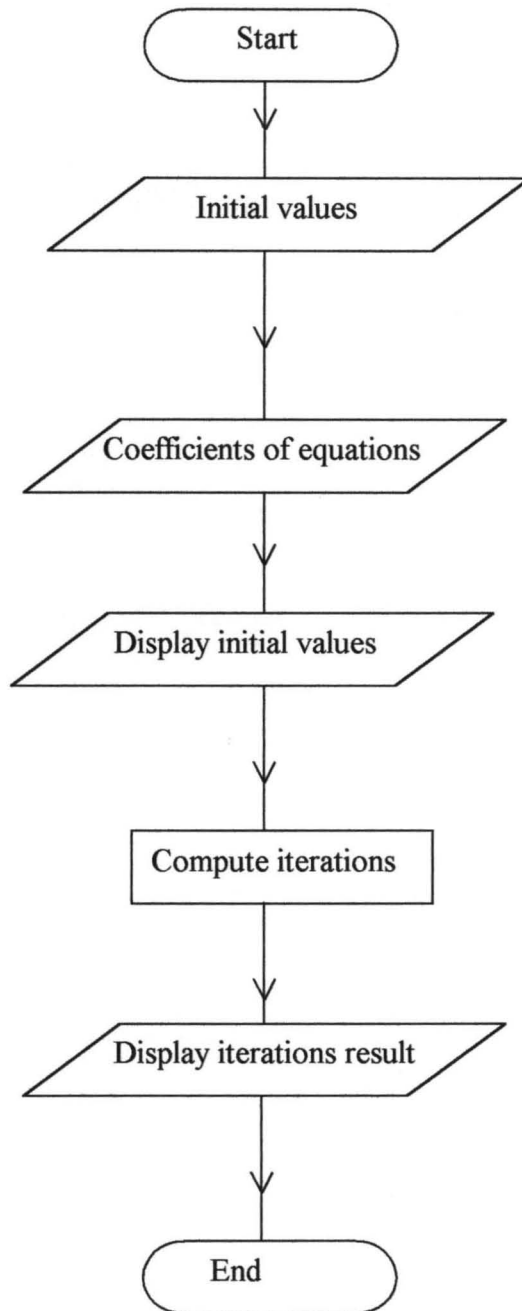 Start
Initial values
Coefficients of equations
Display initial values
Compute iterations
Display iterations result
End